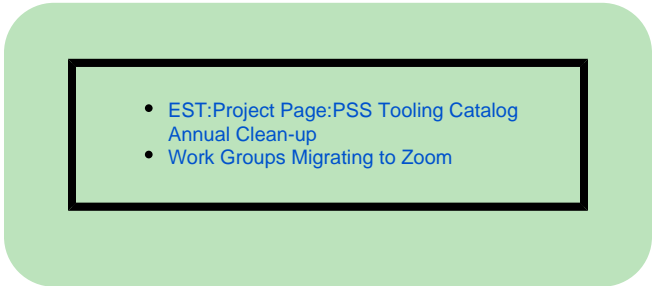 • EST:Project Page:PSS Tooling Catalog
Annual Clean-up
• Work Groups Migrating to Zoom